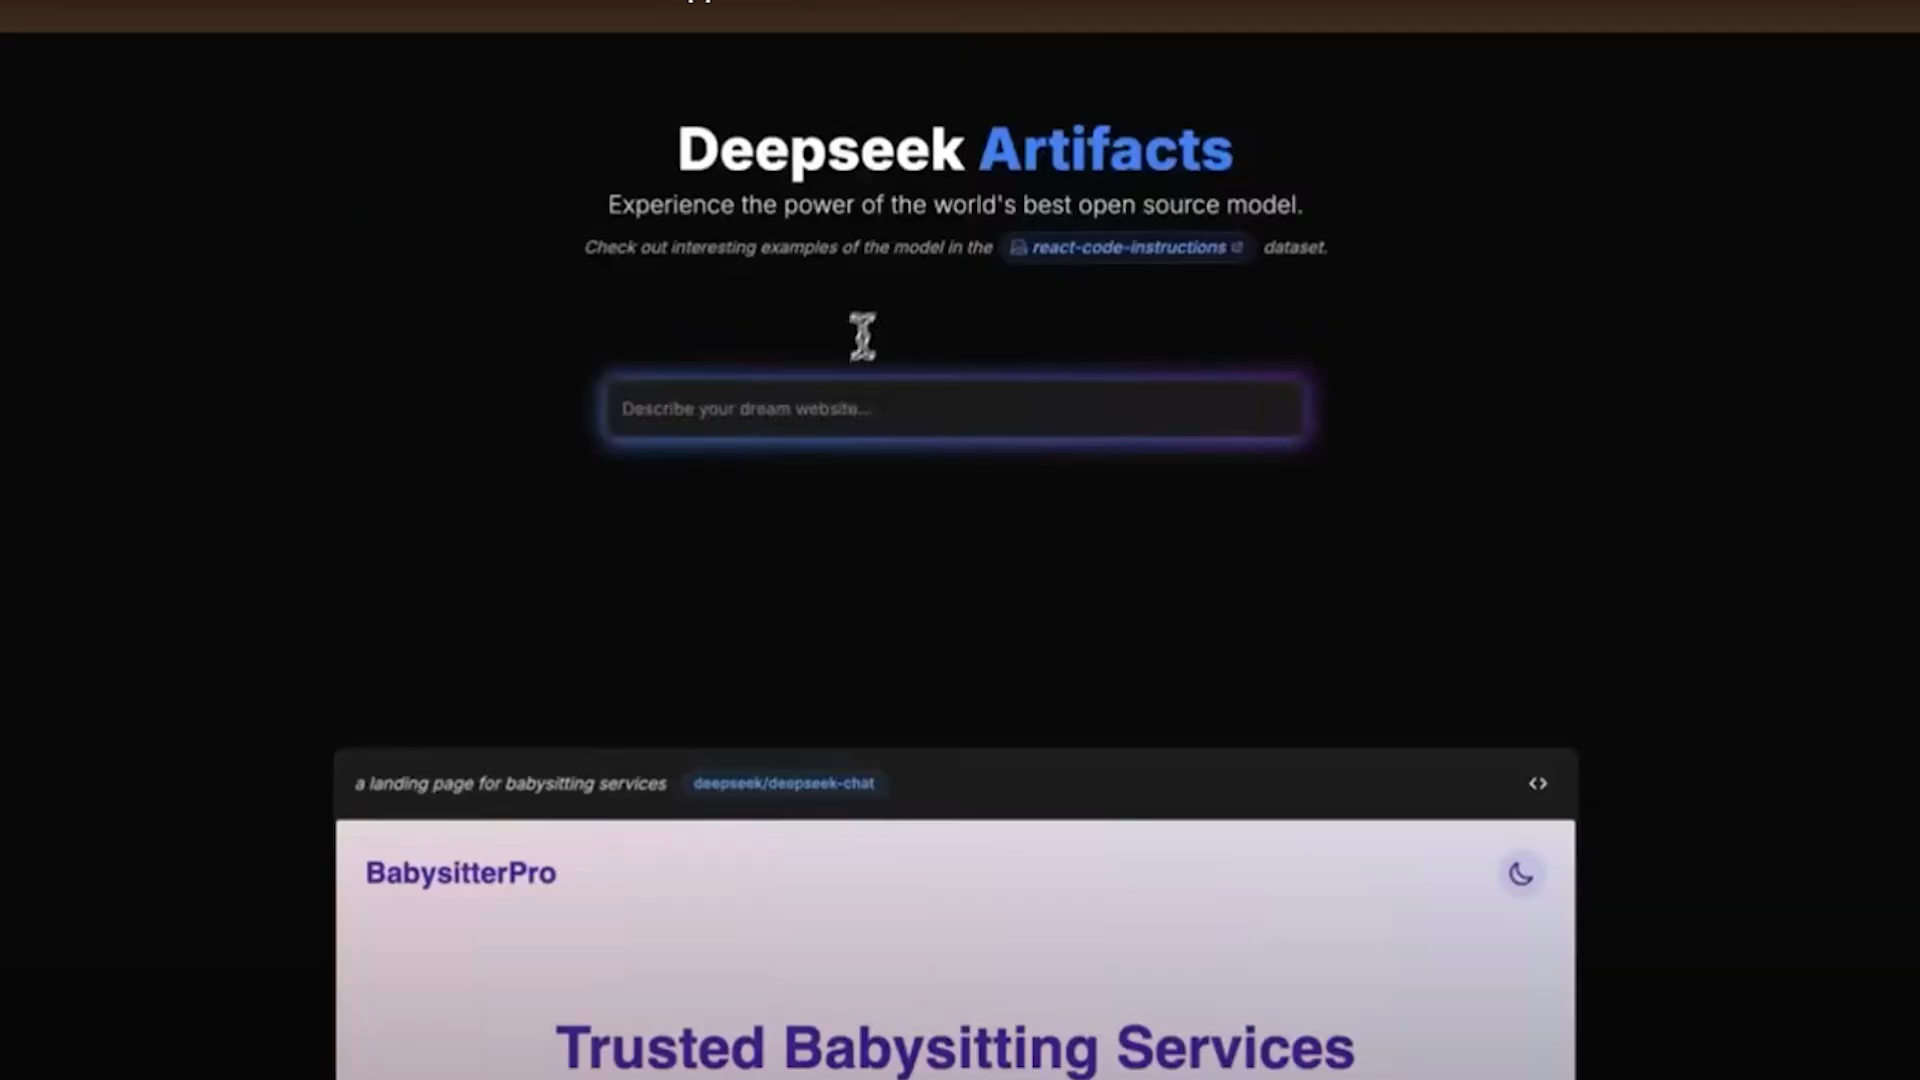 Deepseek Artifacts
Experience the power of the world's best open source model.
Check out interesting examples of the model in the react-code-instructions dataset.
Describe your dream website...
a landing page for babysitting services deepseek/deepseek-chat <>
BabysitterPro
Trusted Babysitting Services